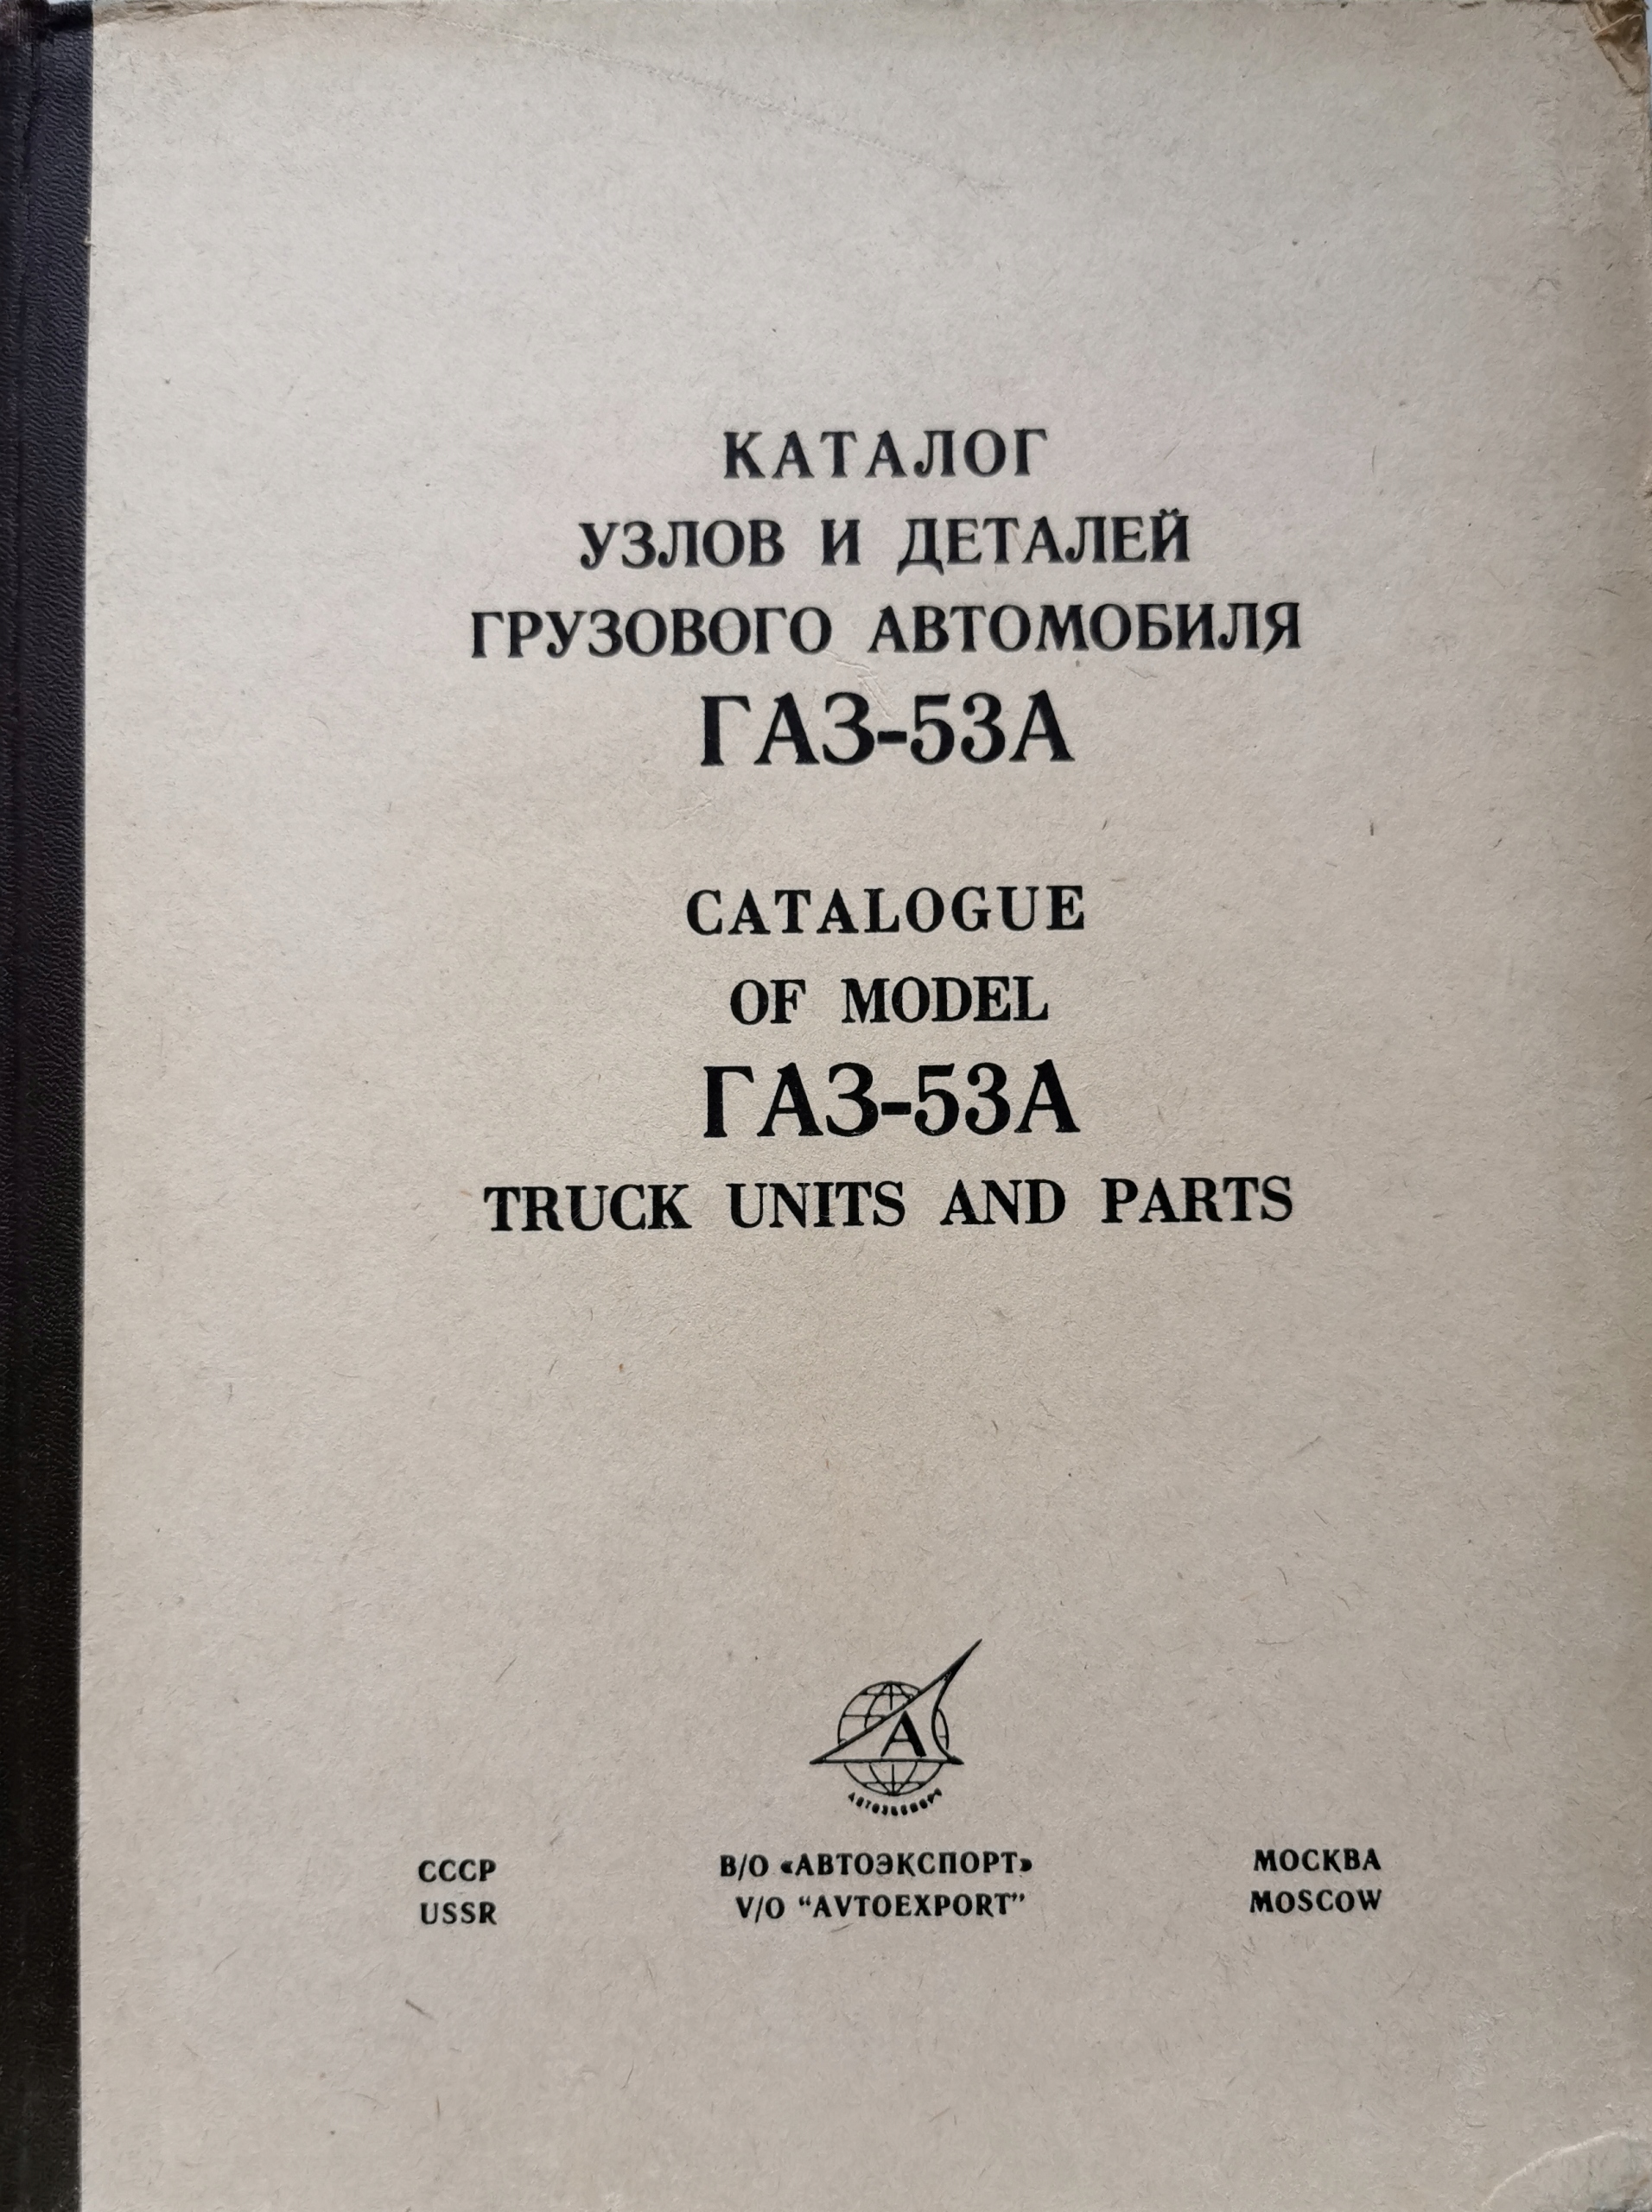 КАТАЛОГ
УЗЛОВ И ДЕТАЛЕЙ
ГРУЗОВОГО АВТОМОБИЛЯ
ГАЗ-53А
CATALOGUE
OF MODEL
ГАЗ-53А
TRUCK UNITS AND PARTS
А
АВТОЭКСПОРТ
СССР В/О «АВТОЭКСПОРТ» МОСКВА
USSR V/O “AVTOEXPORT” MOSCOW